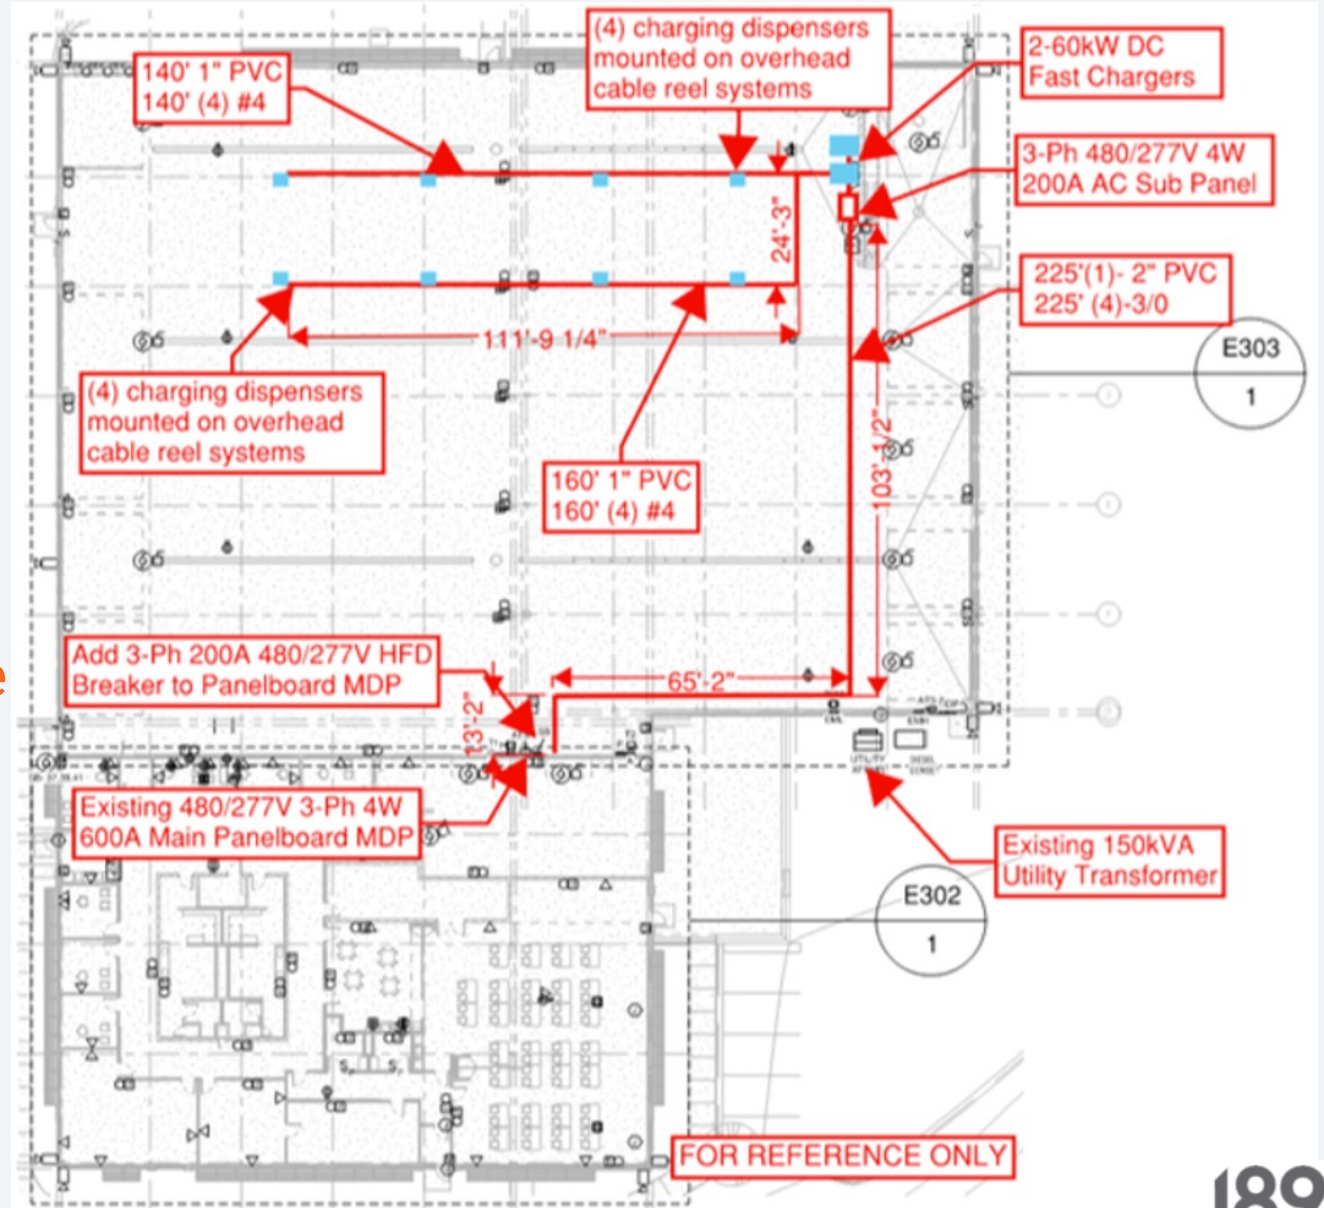 (4) charging dispensers
mounted on overhead
cable reel systems
2-60kW DC
Fast Chargers
140' 1" PVC
140' (4) #4
3-Ph 480/277V 4W
200A AC Sub Panel
24'-3"
225'(1)- 2" PVC
225' (4)-3/0
111'-9 1/4"
E303
1
(4) charging dispensers
mounted on overhead
cable reel systems
103'-1/2"
160' 1" PVC
160' (4) #4
Add 3-Ph 200A 480/277V HFD
Breaker to Panelboard MDP
e
65'-2"
13'-2"
UTILITY
Existing 480/277V 3-Ph 4W
600A Main Panelboard MDP
Existing 150kVA
Utility Transformer
E302
1
FOR REFERENCE ONLY
189